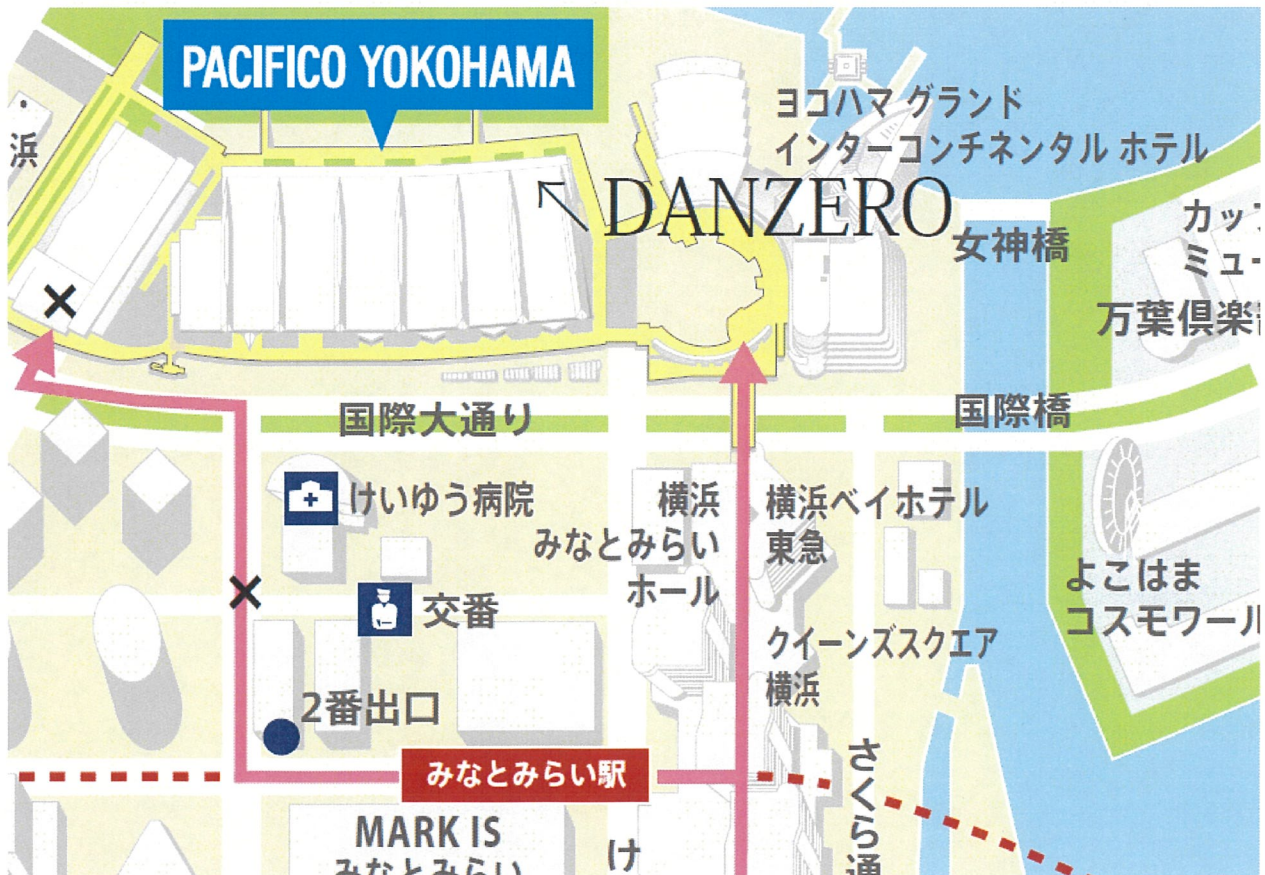 PACIFICO YOKOHAMA
浜
ヨコハマ グランド
インターコンチネンタル ホテル
DANZERO
女神橋
カップ
ミュー
万葉倶楽部
国際大通り
国際橋
けいゆう病院
横浜
みなとみらい
ホール
横浜ベイホテル
東急
よこはま
コスモワール
交番
クイーンズスクエア
横浜
2番出口
みなとみらい駅
さくら通
MARK IS
みなとみらい
け